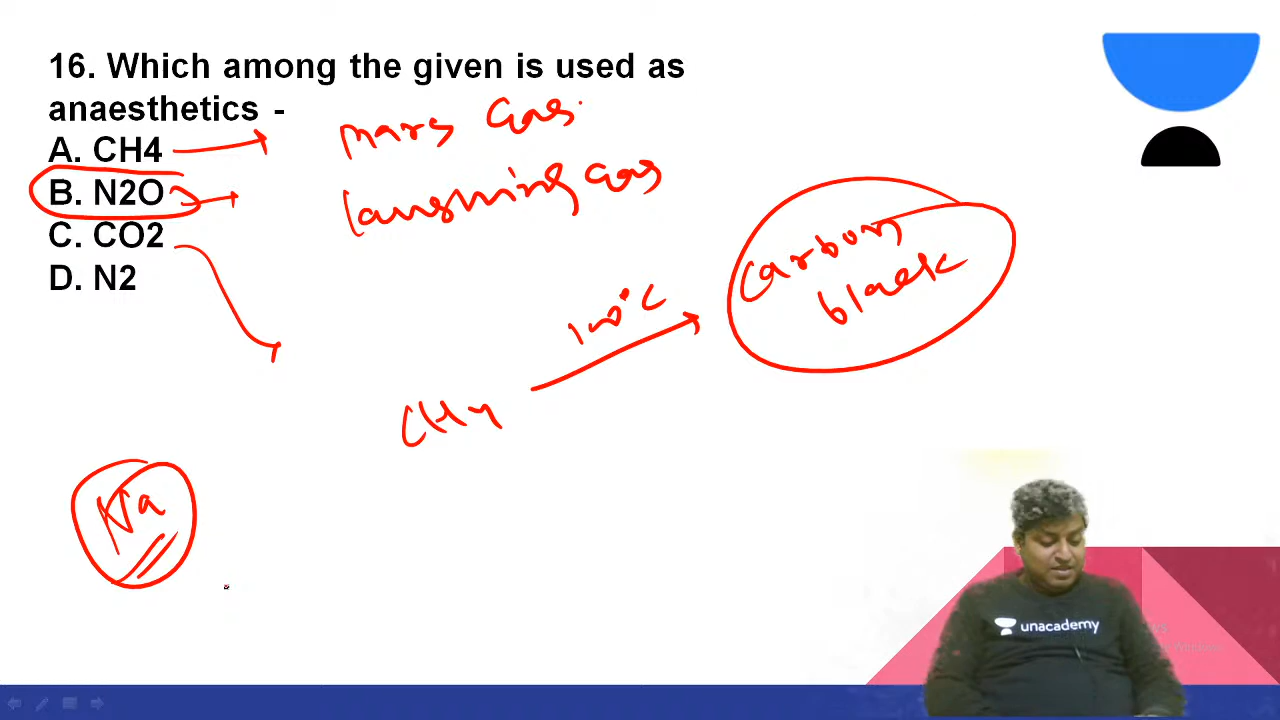 16. Which among the given is used as
anaesthetics -
A. CH4
mars Gas
B. N2O
laughing Gas
C. CO2
D. N2
carbon
black
CH4
Na
unacademy